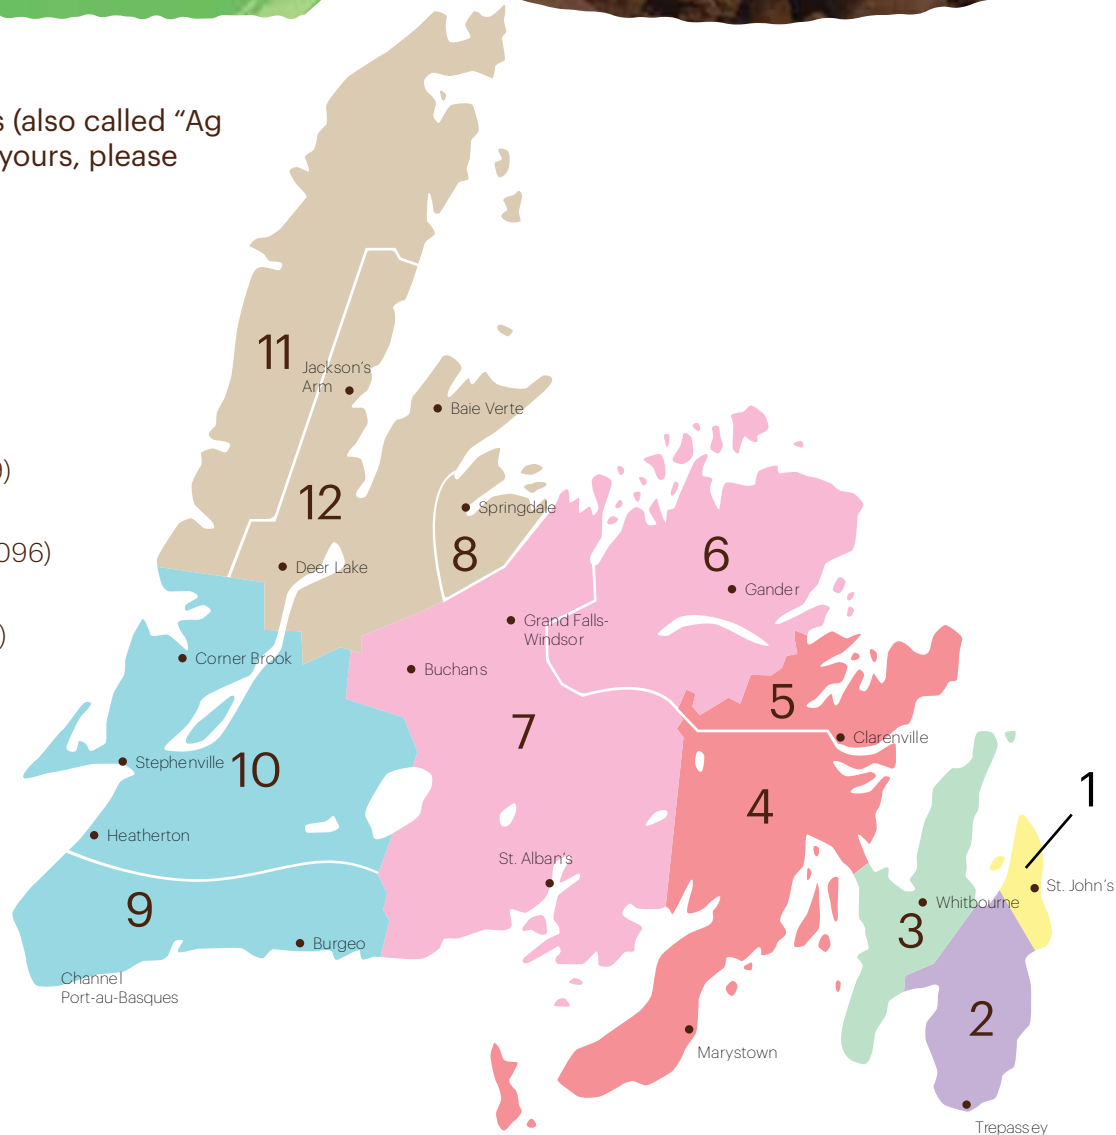 s (also called “Ag
yours, please
9)
096)
)
11
Jackson’s
Arm
Baie Verte
12
Springdale
8
Deer Lake
6
Gander
Grand Falls-
Windsor
Corner Brook
Buchans
5
7
Clarenville
Stephenville
10
1
4
Heatherton
St. Alban’s
St. John’s
Whitbourne
9
3
Burgeo
Channel
Port-au-Basques
2
Marystown
Trepassey